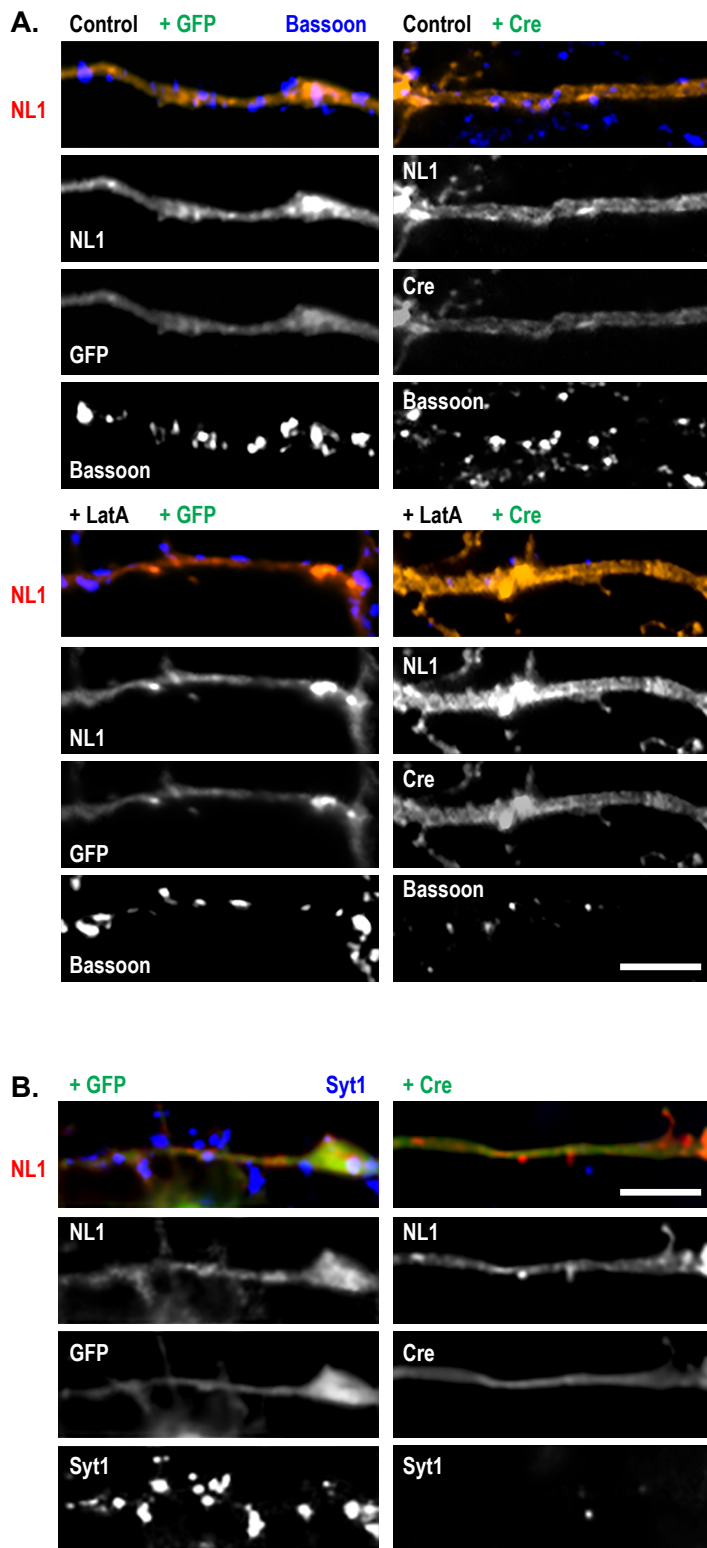 A. Control + GFP Bassoon Control + Cre
NL1
NL1 NL1
GFP Cre
Bassoon Bassoon
+ LatA + GFP + LatA + Cre
NL1
NL1 NL1
GFP Cre
Bassoon Bassoon
B. + GFP Syt1 + Cre
NL1
NL1 NL1
GFP Cre
Syt1 Syt1